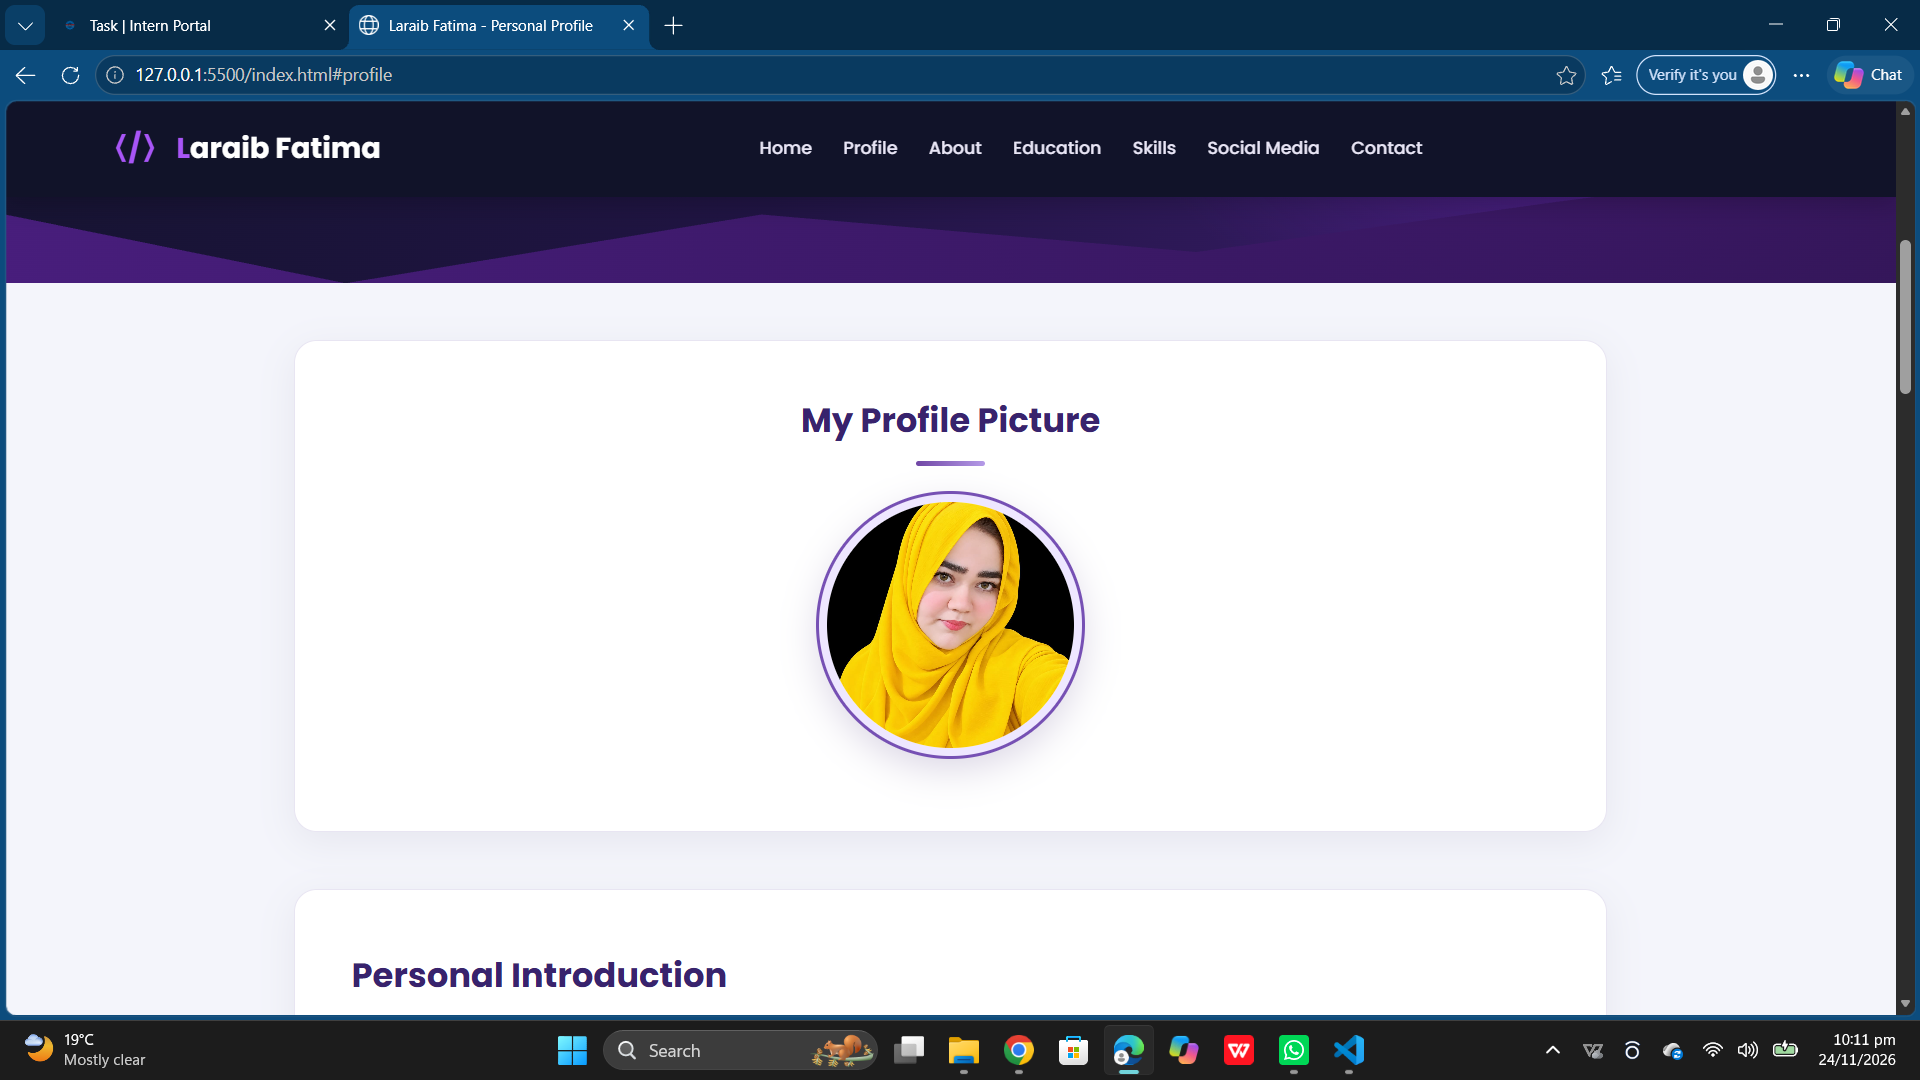 Task | Intern Portal
Laraib Fatima - Personal Profile
127.0.0.1:5500/index.html#profile
Verify it's you
Chat
</> Laraib Fatima
Home Profile About Education Skills Social Media Contact
My Profile Picture
Personal Introduction
19°C
Mostly clear
Search
10:11 pm
24/11/2026